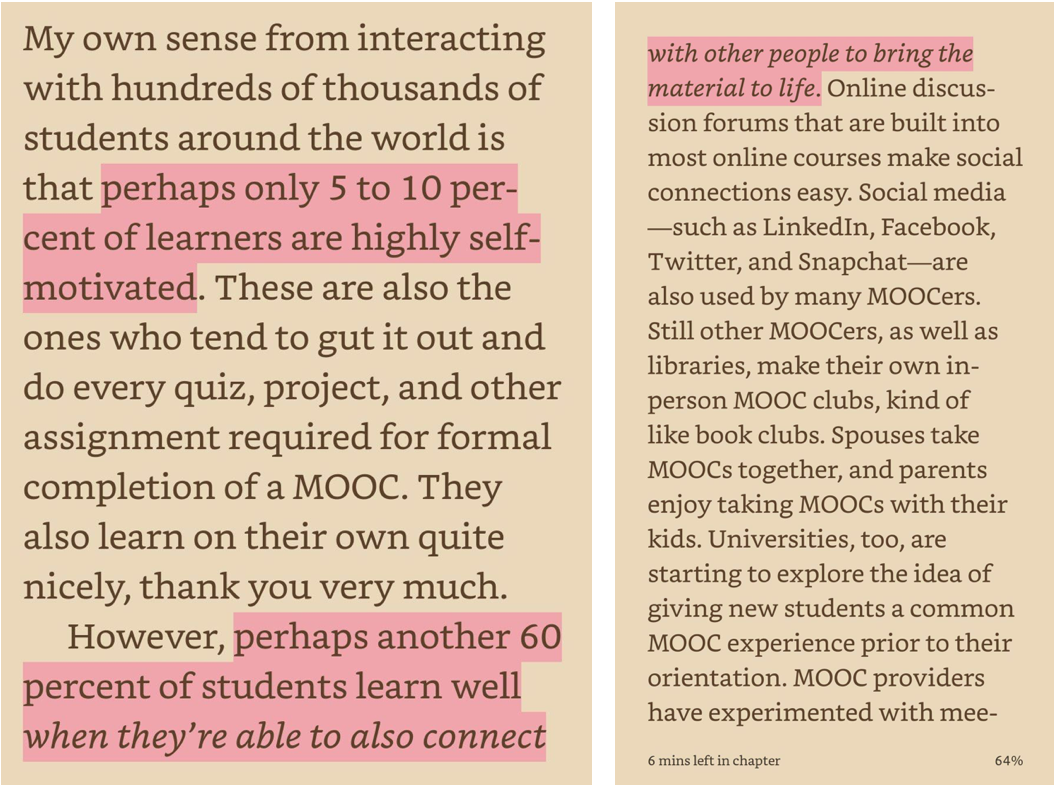 My own sense from interacting
with hundreds of thousands of
students around the world is
that perhaps only 5 to 10 per-
cent of learners are highly self-
motivated. These are also the
ones who tend to gut it out and
do every quiz, project, and other
assignment required for formal
completion of a MOOC. They
also learn on their own quite
nicely, thank you very much.
However, perhaps another 60
percent of students learn well
when they’re able to also connect
with other people to bring the
material to life. Online discus-
sion forums that are built into
most online courses make social
connections easy. Social media
—such as LinkedIn, Facebook,
Twitter, and Snapchat—are
also used by many MOOCers.
Still other MOOCers, as well as
libraries, make their own in-
person MOOC clubs, kind of
like book clubs. Spouses take
MOOCs together, and parents
enjoy taking MOOCs with their
kids. Universities, too, are
starting to explore the idea of
giving new students a common
MOOC experience prior to their
orientation. MOOC providers
have experimented with mee-
6 mins left in chapter 64%